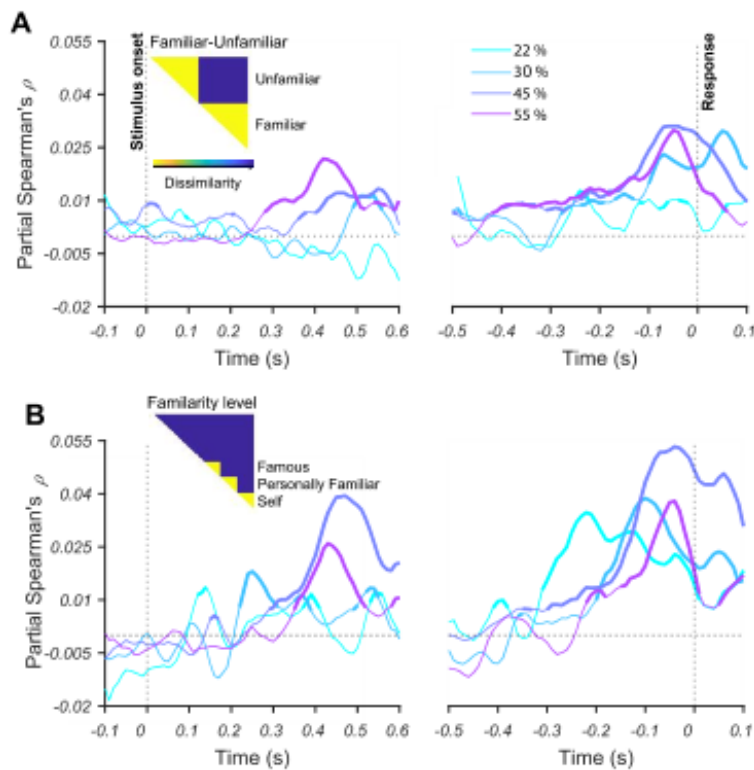 A
Familiar-Unfamiliar
Unfamiliar
Familiar
Dissimilarity
Stimulus onset
Partial Spearman's ρ
0.055
0.04
0.025
0.01
-0.005
-0.02
-0.1 0 0.1 0.2 0.3 0.4 0.5 0.6
Time (s)
22 %
30 %
45 %
55 %
Response
-0.5 -0.4 -0.3 -0.2 -0.1 0 0.1
Time (s)
B
Familarity level
Famous
Personally Familiar
Self
Partial Spearman's ρ
0.055
0.04
0.025
0.01
-0.005
-0.02
-0.1 0 0.1 0.2 0.3 0.4 0.5 0.6
Time (s)
-0.5 -0.4 -0.3 -0.2 -0.1 0 0.1
Time (s)